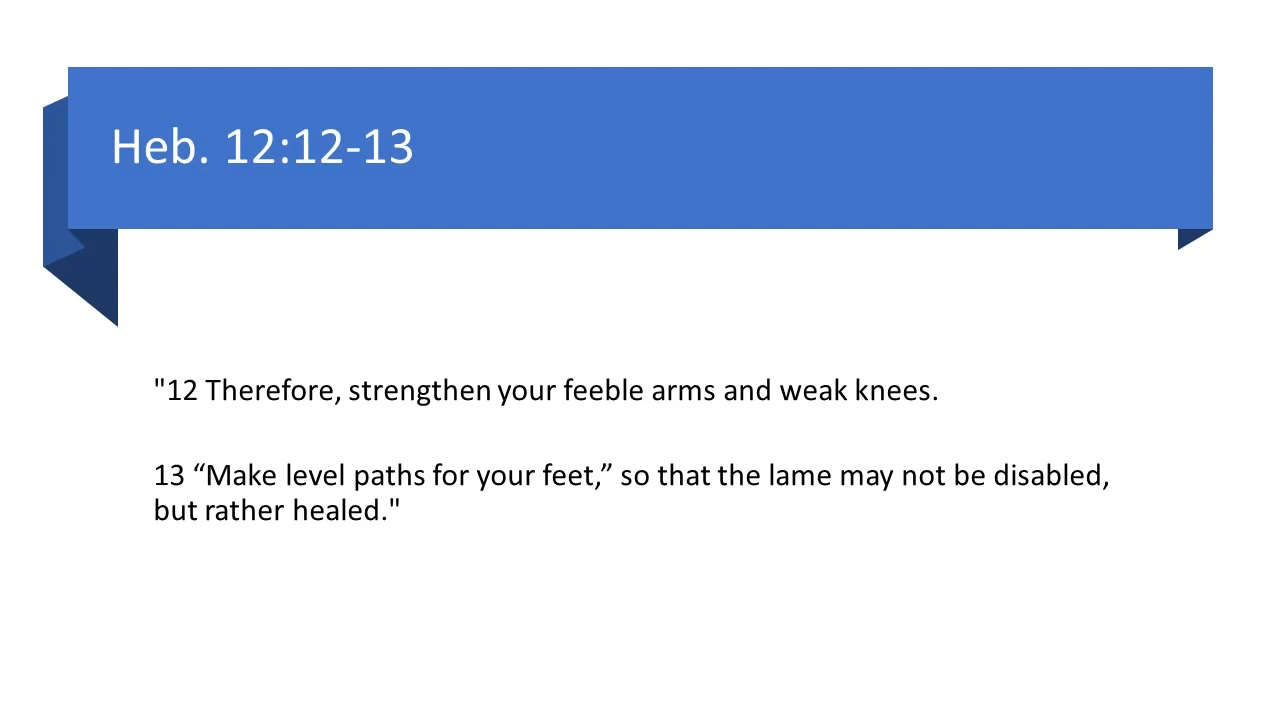 Heb. 12:12-13
"12 Therefore, strengthen your feeble arms and weak knees.
13 “Make level paths for your feet,” so that the lame may not be disabled,
but rather healed."